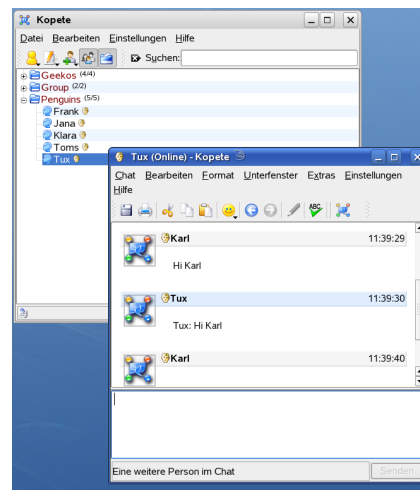 Kopete
Datei Bearbeiten Einstellungen Hilfe
Suchen:
Geekos (4/4)
Group (2/2)
Penguins (5/5)
Frank
Jana
Klara
Toms
Tux
Tux (Online) - Kopete
Chat Bearbeiten Format Unterfenster Extras Einstellungen
Hilfe
ABC
Karl 11:39:29
Hi Karl
Tux 11:39:30
Tux: Hi Karl
Karl 11:39:40
Eine weitere Person im Chat
Senden